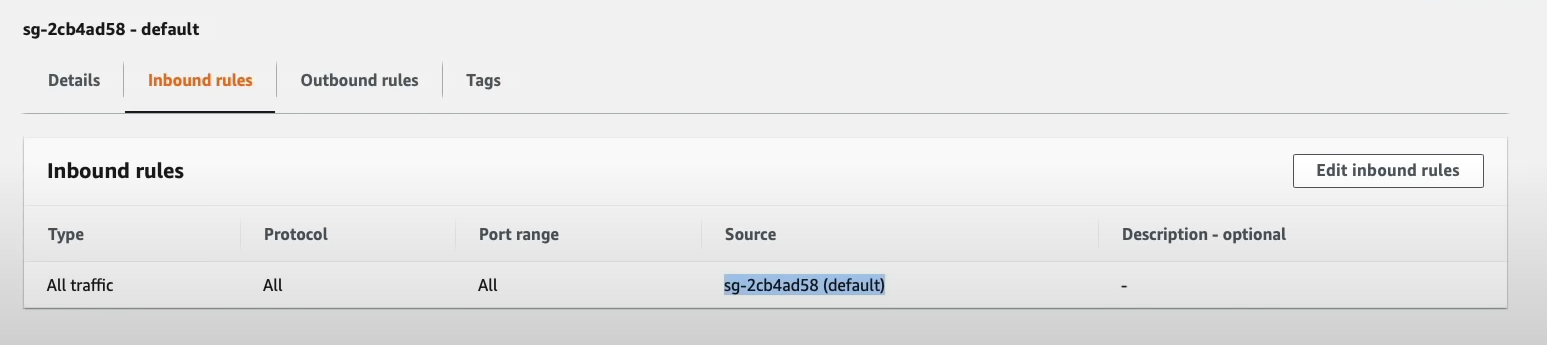 sg-2cb4ad58 - default
Details Inbound rules Outbound rules Tags
Inbound rules Edit inbound rules
Type Protocol Port range Source Description - optional
All traffic All All sg-2cb4ad58 (default) -